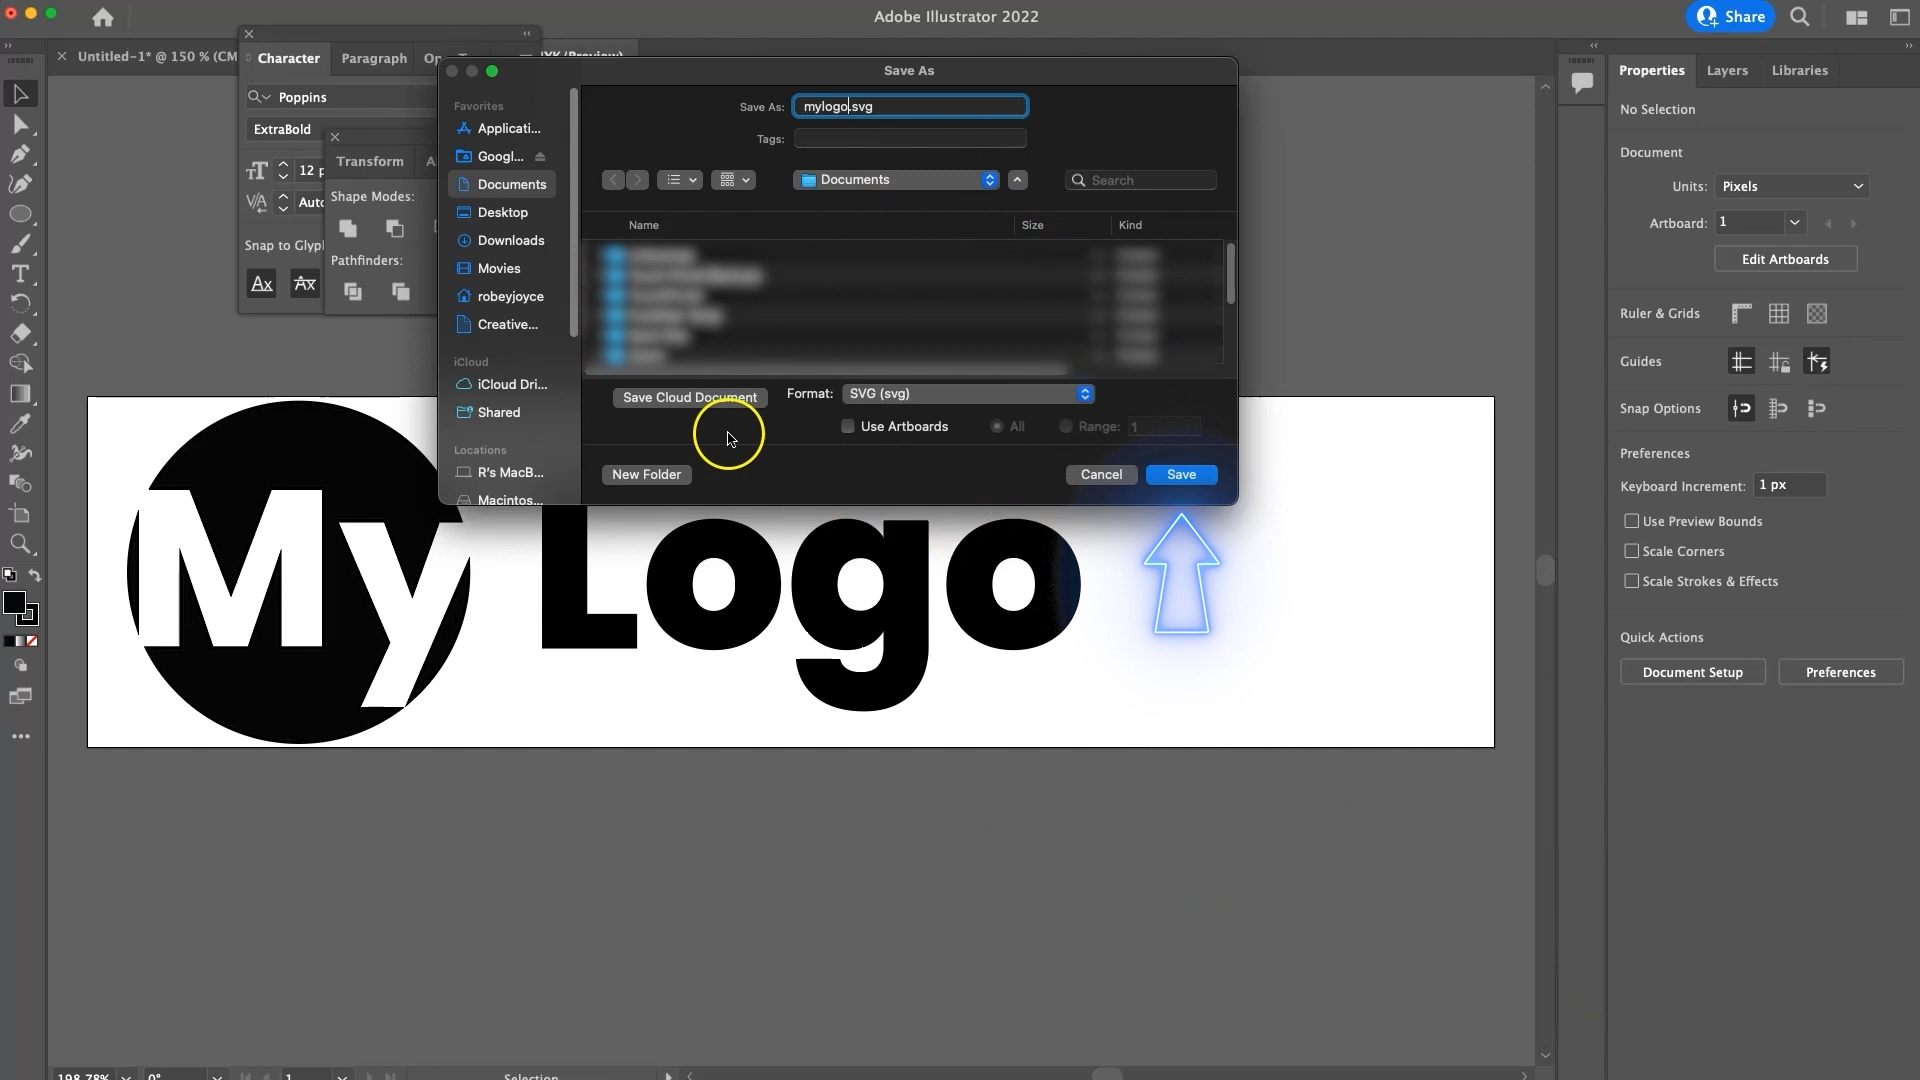 Adobe Illustrator 2022
Share
Untitled-1* @ 150 % (CM
Character
Paragraph
Poppins
ExtraBold
12 p
Auto
Snap to Glyph
Transform
Shape Modes:
Pathfinders:
Save As
Save As: mylogo.svg
Tags:
Favorites
Applicati...
Googl...
Documents
Desktop
Downloads
Movies
robeyjoyce
Creative...
iCloud
iCloud Dri...
Shared
Locations
R's MacB...
Macintos...
Documents
Search
Name Size Kind
Save Cloud Document
Format: SVG (svg)
Use Artboards All Range: 1
New Folder
Cancel Save
My Logo
Properties Layers Libraries
No Selection
Document
Units: Pixels
Artboard: 1
Edit Artboards
Ruler & Grids
Guides
Snap Options
Preferences
Keyboard Increment: 1 px
Use Preview Bounds
Scale Corners
Scale Strokes & Effects
Quick Actions
Document Setup Preferences
198.78% 0° 1 Selection